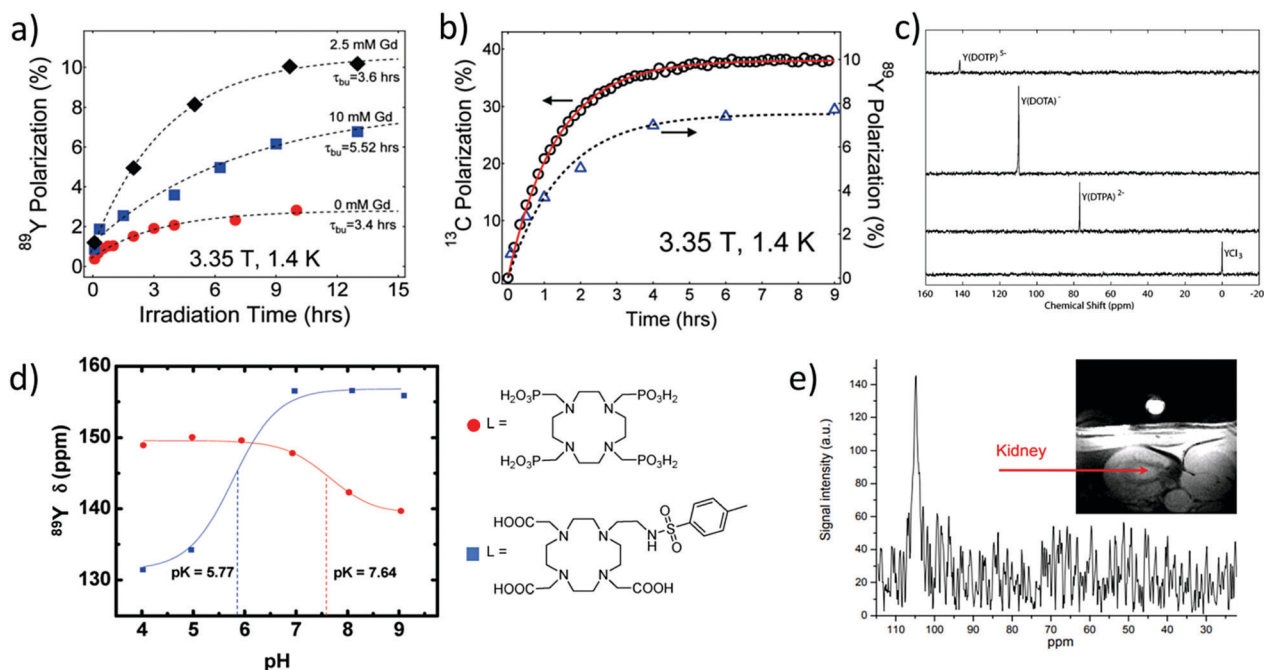 a)
⁸⁹Y Polarization (%)
10
8
6
4
2
0
0
3
6
9
12
15
Irradiation Time (hrs)
2.5 mM Gd
τbu=3.6 hrs
10 mM Gd
τbu=5.52 hrs
0 mM Gd
τbu=3.4 hrs
3.35 T, 1.4 K
b)
¹³C Polarization (%)
40
30
20
10
0
0
1
2
3
4
5
6
7
8
9
Time (hrs)
10
8
6
4
2
0
⁸⁹Y Polarization (%)
3.35 T, 1.4 K
c)
Y(DOTP) ⁵⁻
Y(DOTA) ⁻
Y(DTPA) ²⁻
YCl₃
160
140
120
100
80
60
40
20
0
-20
Chemical Shift (ppm)
d)
⁸⁹Y δ (ppm)
160
150
140
130
4
5
6
7
8
9
pH
pK = 5.77
pK = 7.64
L =
H₂O₃P
PO₃H₂
N
N
N
N
H₂O₃P
PO₃H₂
L =
HOOC
N
N
N
H
S
O
O
N
N
HOOC
COOH
e)
Signal intensity (a.u.)
140
120
100
80
60
40
20
0
110
100
90
80
70
60
50
40
30
ppm
Kidney